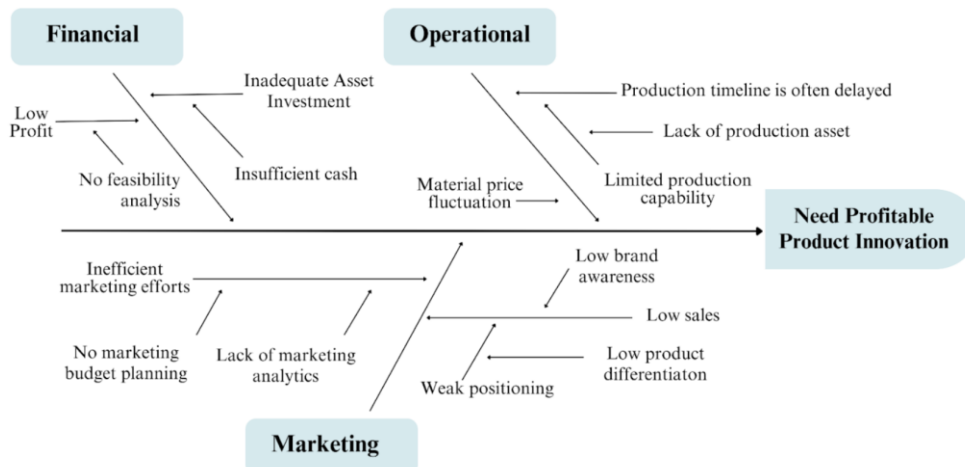 Financial
Operational
Inadequate Asset
Investment
Low
Profit
No feasibility
analysis
Insufficient cash
Production timeline is often delayed
Lack of production asset
Material price
fluctuation
Limited production
capability
Need Profitable
Product Innovation
Inefficient
marketing efforts
Low brand
awareness
Low sales
No marketing
budget planning
Lack of marketing
analytics
Low product
differentiaton
Weak positioning
Marketing